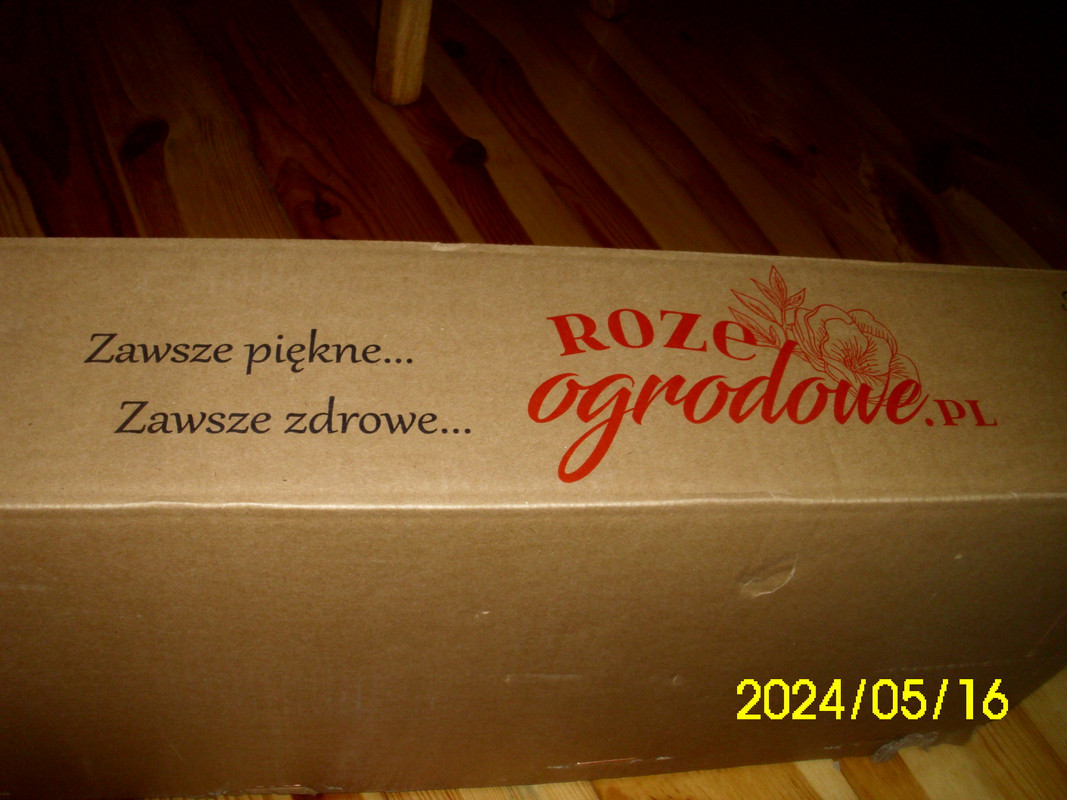 Zawsze piękne...
Zawsze zdrowe...
ROZE
ogrodowe.PL
2024/05/16